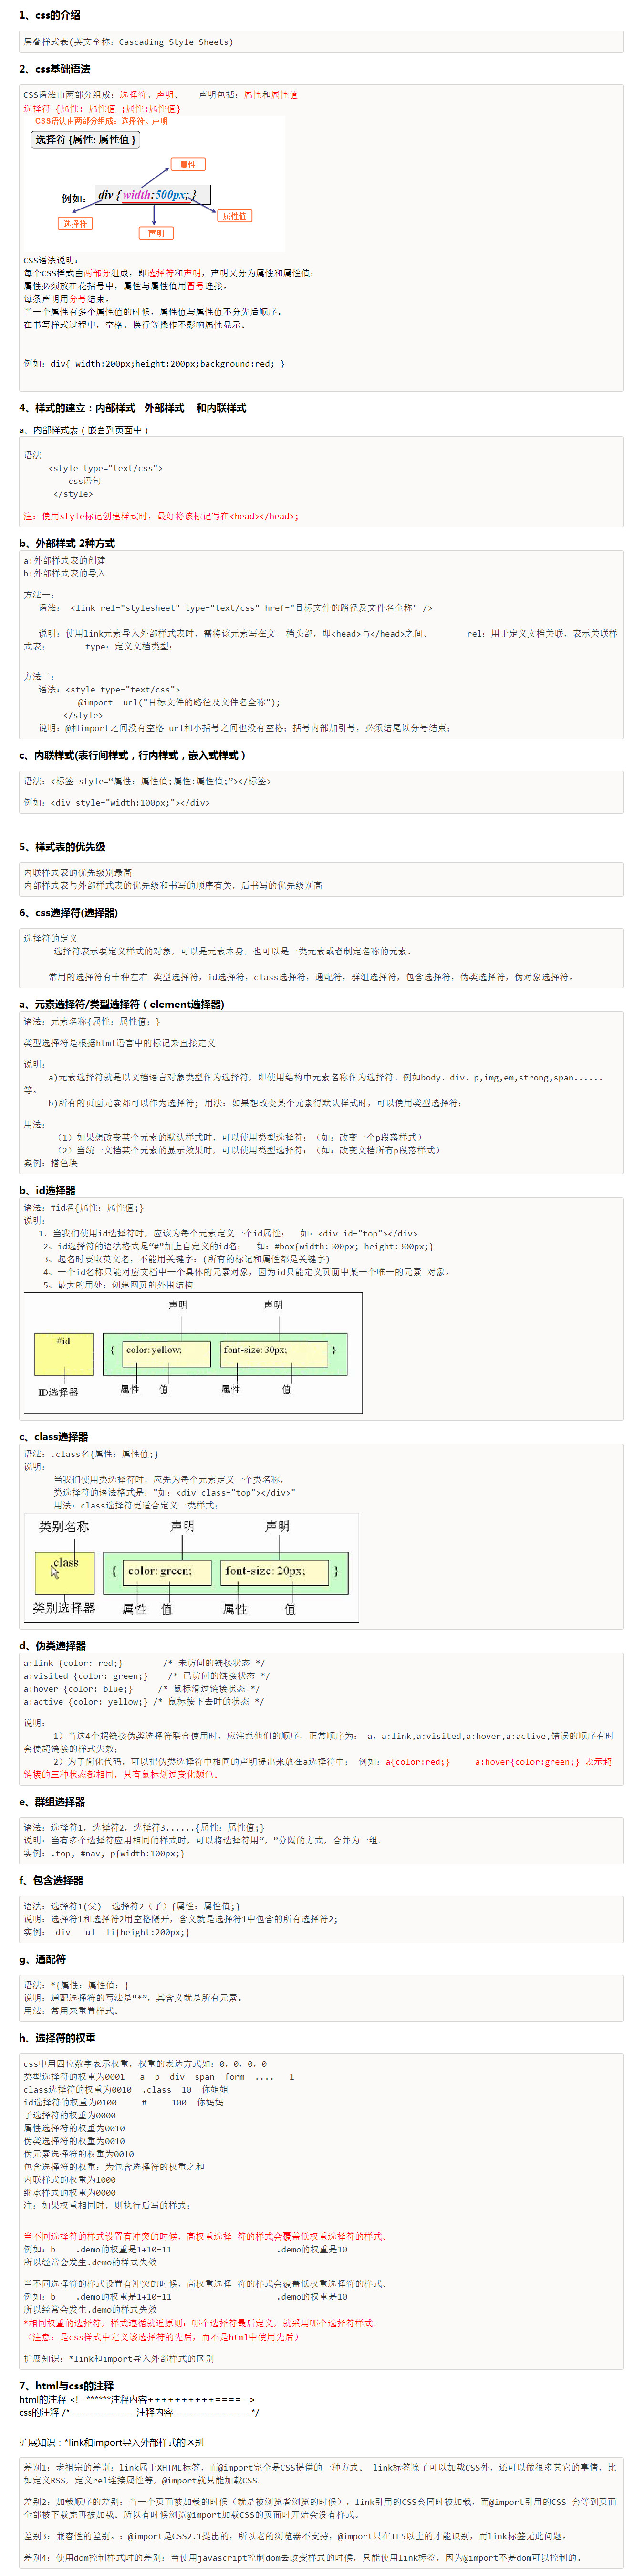 1、css的介绍
层叠样式表(英文全称：Cascading Style Sheets)
2、css基础语法
CSS语法由两部分组成：选择符、声明。　声明包括：属性和属性值
选择符 {属性：属性值 ;属性:属性值}
CSS语法由两部分组成，选择符、声明
选择符 {属性: 属性值 }
属性
例如： div { width:500px; }
选择符
属性值
声明
CSS语法说明：
每个CSS样式由两部分组成，即选择符和声明，声明又分为属性和属性值；
属性必须放在花括号中，属性与属性值用冒号连接。
每条声明用分号结束。
当一个属性有多个属性值的时候，属性值与属性值不分先后顺序。
在书写样式过程中，空格、换行等操作不影响属性显示。
例如：div{ width:200px;height:200px;background:red; }
4、样式的建立：内部样式 外部样式 和内联样式
a、内部样式表（嵌套到页面中）
语法
<style type="text/css">
css语句
</style>
注：使用style标记创建样式时，最好将该标记写在<head></head>;
b、外部样式 2种方式
a:外部样式表的创建
b:外部样式表的导入
方法一：
语法： <link rel="stylesheet" type="text/css" href="目标文件的路径及文件名全称" />
说明：使用link元素导入外部样式表时，需将该元素写在文 档头部，即<head>与</head>之间。 rel：用于定义文档关联，表示关联样
式表； type：定义文档类型；
方法二：
语法：<style type="text/css">
@import url("目标文件的路径及文件名全称");
</style>
说明：@和import之间没有空格 url和小括号之间也没有空格；括号内部加引号，必须结尾以分号结束；
c、内联样式(表行间样式，行内样式，嵌入式样式）
语法：<标签 style=“属性：属性值;属性:属性值;”></标签>
例如：<div style="width:100px;"></div>
5、样式表的优先级
内联样式表的优先级别最高
内部样式表与外部样式表的优先级和书写的顺序有关，后书写的优先级别高
6、css选择符(选择器)
选择符的定义
选择符表示要定义样式的对象，可以是元素本身，也可以是一类元素或者制定名称的元素.
常用的选择符有十种左右 类型选择符，id选择符，class选择符，通配符，群组选择符，包含选择符，伪类选择符，伪对象选择符.
a、元素选择符/类型选择符（element选择器)
语法：元素名称{属性：属性值；}
类型选择符是根据html语言中的标记来直接定义
说明：
a)元素选择符就是以文档语言对象类型作为选择符，即使用结构中元素名称作为选择符。例如body、div、p,img,em,strong,span......
等。
b)所有的页面元素都可以作为选择符; 用法：如果想改变某个元素得默认样式时，可以使用类型选择符；
用法：
（1）如果想改变某个元素的默认样式时，可以使用类型选择符；（如：改变一个p段落样式）
（2）当统一文档某个元素的显示效果时，可以使用类型选择符；（如：改变文档所有p段落样式）
案例：搭色块
b、id选择器
语法：#id名{属性：属性值;}
说明：
1、当我们使用id选择符时，应该为每个元素定义一个id属性； 如：<div id="top"></div>
2、id选择符的语法格式是“#”加上自定义的id名； 如：#box{width:300px; height:300px;}
3、起名时要取英文名，不能用关键字：(所有的标记和属性都是关键字)
4、一个id名称只能对应文档中一个具体的元素对象，因为id只能定义页面中某一个唯一的元素 对象。
5、最大的用处：创建网页的外围结构
声明 声明
#id { color:yellow; font-size: 30px; }
ID选择器 属性 值 属性 值
c、class选择器
语法：.class名{属性：属性值;}
说明：
当我们使用类选择符时，应先为每个元素定义一个类名称，
类选择符的语法格式是："如：<div class="top"></div>"
用法：class选择符更适合定义一类样式；
类别名称 声明 声明
.class { color: green; font-size: 20px; }
类别选择器 属性 值 属性 值
d、伪类选择器
a:link {color: red;} /* 未访问的链接状态 */
a:visited {color: green;} /* 已访问的链接状态 */
a:hover {color: blue;} /* 鼠标滑过链接状态 */
a:active {color: yellow;} /* 鼠标按下去时的状态 */
说明：
1）当这4个超链接伪类选择符联合使用时，应注意他们的顺序，正常顺序为： a，a:link,a:visited,a:hover,a:active,错误的顺序有时
会使超链接的样式失效；
2）为了简化代码，可以把伪类选择符中相同的声明提出来放在a选择符中； 例如：a{color:red;} a:hover{color:green;} 表示超
链接的三种状态都相同，只有鼠标划过变化颜色。
e、群组选择器
语法：选择符1，选择符2，选择符3......{属性：属性值;}
说明：当有多个选择符应用相同的样式时，可以将选择符用“，”分隔的方式，合并为一组。
实例：.top, #nav, p{width:100px;}
f、包含选择器
语法：选择符1(父) 选择符2（子）{属性：属性值;}
说明：选择符1和选择符2用空格隔开，含义就是选择符1中包含的所有选择符2;
实例： div ul li{height:200px;}
g、通配符
语法：*{属性：属性值；}
说明：通配选择符的写法是“*”，其含义就是所有元素。
用法：常用来重置样式。
h、选择符的权重
css中用四位数字表示权重，权重的表达方式如：0，0，0，0
类型选择符的权重为0001 a p div span form .... 1
class选择符的权重为0010 .class 10 你姐姐
id选择符的权重为0100 # 100 你妈妈
子选择符的权重为0000
属性选择符的权重为0010
伪类选择符的权重为0010
伪元素选择符的权重为0010
包含选择符的权重：为包含选择符的权重之和
内联样式的权重为1000
继承样式的权重为0000
注：如果权重相同时，则执行后写的样式；
当不同选择符的样式设置有冲突的时候，高权重选择 符的样式会覆盖低权重选择符的样式。
例如：b .demo的权重是1+10=11 .demo的权重是10
所以经常会发生.demo的样式失效
当不同选择符的样式设置有冲突的时候，高权重选择 符的样式会覆盖低权重选择符的样式。
例如：b .demo的权重是1+10=11 .demo的权重是10
所以经常会发生.demo的样式失效
*相同权重的选择符，样式遵循就近原则：哪个选择符最后定义，就采用哪个选择符样式。
（注意：是css样式中定义该选择符的先后，而不是html中使用先后）
扩展知识：*link和import导入外部样式的区别
7、html与css的注释
html的注释 <!--******注释内容++++++++++====-->
css的注释 /*-----------------注释内容--------------------*/
扩展知识：*link和import导入外部样式的区别
差别1：老祖宗的差别：link属于XHTML标签，而@import完全是CSS提供的一种方式。 link标签除了可以加载CSS外，还可以做很多其它的事情，比
如定义RSS，定义rel连接属性等，@import就只能加载CSS。
差别2：加载顺序的差别：当一个页面被加载的时候（就是被浏览者浏览的时候），link引用的CSS会同时被加载，而@import引用的CSS 会等到页面
全部被下载完再被加载。所以有时候浏览@import加载CSS的页面时开始会没有样式。
差别3：兼容性的差别。：@import是CSS2.1提出的，所以老的浏览器不支持，@import只在IE5以上的才能识别，而link标签无此问题。
差别4：使用dom控制样式时的差别：当使用javascript控制dom去改变样式的时候，只能使用link标签，因为@import不是dom可以控制的.